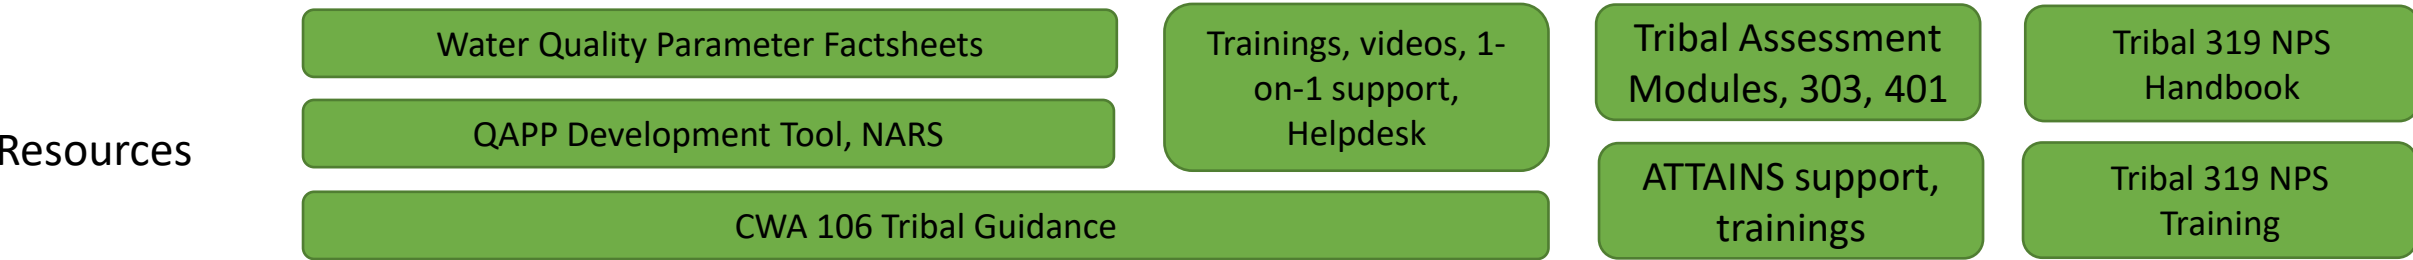 Resources
Water Quality Parameter Factsheets
QAPP Development Tool, NARS
CWA 106 Tribal Guidance
Trainings, videos, 1-
on-1 support,
Helpdesk
Tribal Assessment
Modules, 303, 401
ATTAINS support,
trainings
Tribal 319 NPS
Handbook
Tribal 319 NPS
Training